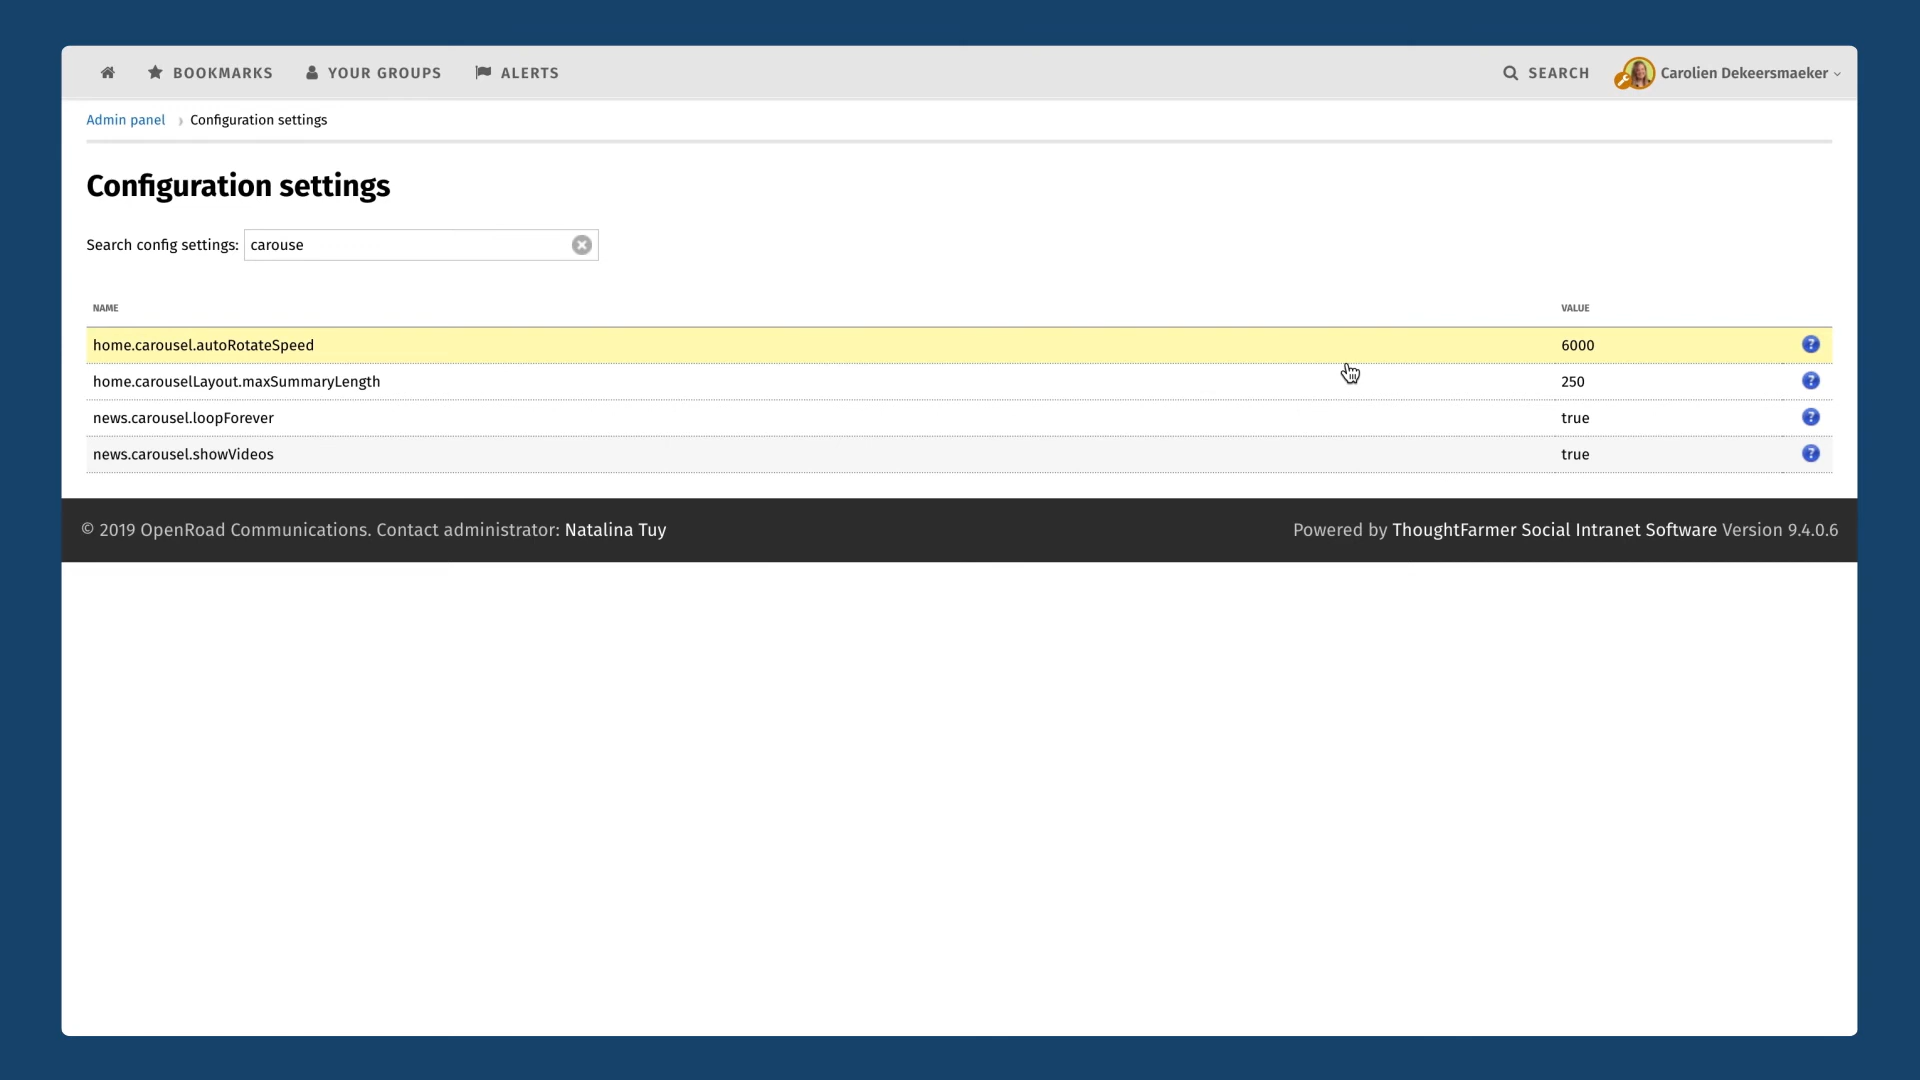 BOOKMARKS YOUR GROUPS ALERTS SEARCH Carolien Dekeersmaeker
Admin panel › Configuration settings
Configuration settings
Search config settings: carouse
NAME VALUE
home.carousel.autoRotateSpeed 6000 ?
home.carouselLayout.maxSummaryLength 250 ?
news.carousel.loopForever true ?
news.carousel.showVideos true ?
© 2019 OpenRoad Communications. Contact administrator: Natalina Tuy Powered by ThoughtFarmer Social Intranet Software Version 9.4.0.6